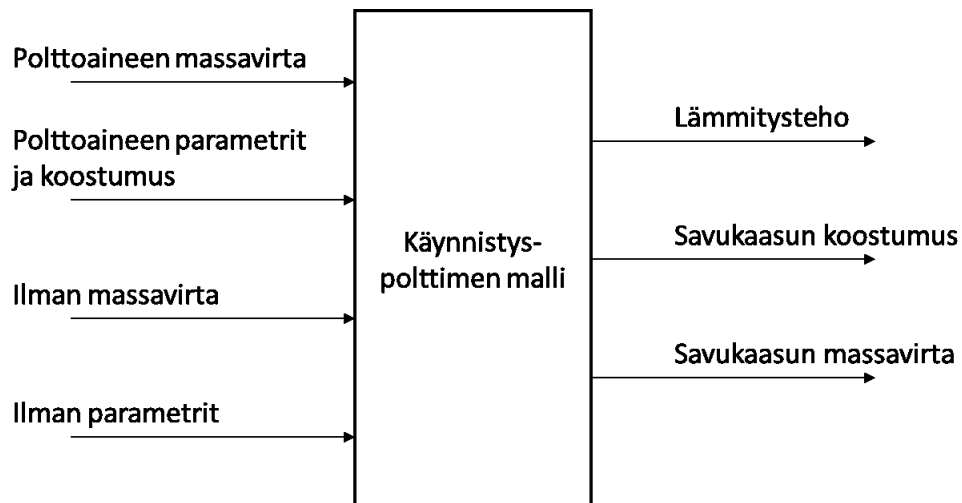 Polttoaineen massavirta
Polttoaineen parametrit
ja koostumus
Ilman massavirta
Ilman parametrit
Käynnistys-
polttimen malli
Lämmitysteho
Savukaasun koostumus
Savukaasun massavirta